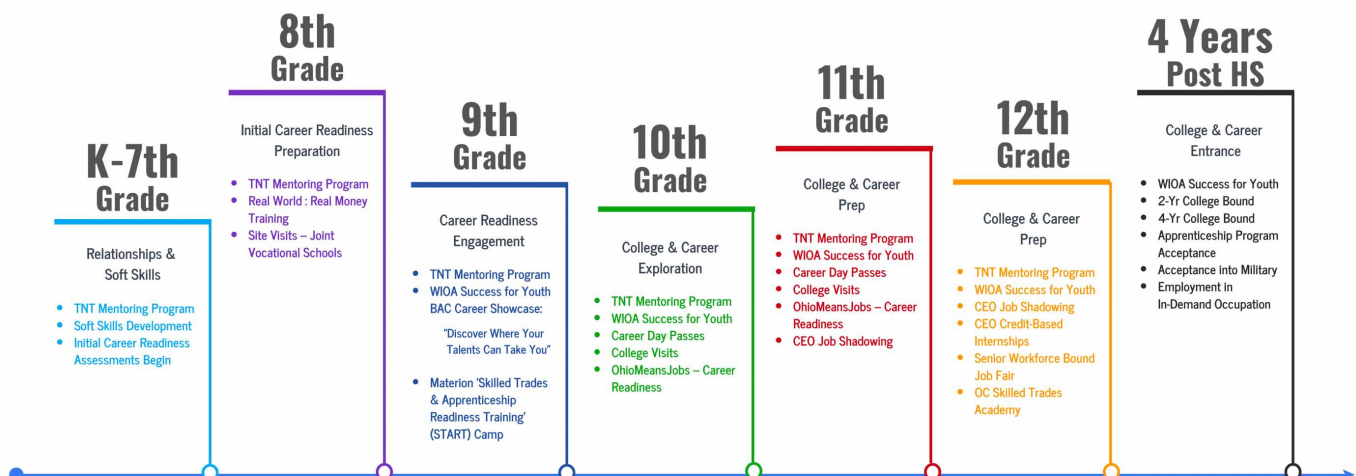 K-7th
Grade
Relationships &
Soft Skills
• TNT Mentoring Program
• Soft Skills Development
• Initial Career Readiness
Assessments Begin
8th
Grade
Initial Career Readiness
Preparation
• TNT Mentoring Program
• Real World : Real Money
Training
• Site Visits – Joint
Vocational Schools
9th
Grade
Career Readiness
Engagement
• TNT Mentoring Program
• WIOA Success for Youth
BAC Career Showcase:
"Discover Where Your
Talents Can Take You"
• Materion 'Skilled Trades
& Apprenticeship
Readiness Training'
(START) Camp
10th
Grade
College & Career
Exploration
• TNT Mentoring Program
• WIOA Success for Youth
• Career Day Passes
• College Visits
• OhioMeansJobs – Career
Readiness
11th
Grade
College & Career
Prep
• TNT Mentoring Program
• WIOA Success for Youth
• Career Day Passes
• College Visits
• OhioMeansJobs – Career
Readiness
• CEO Job Shadowing
12th
Grade
College & Career
Prep
• TNT Mentoring Program
• WIOA Success for Youth
• CEO Job Shadowing
• CEO Credit-Based
Internships
• Senior Workforce Bound
Job Fair
• OC Skilled Trades
Academy
4 Years
Post HS
College & Career
Entrance
• WIOA Success for Youth
• 2-Yr College Bound
• 4-Yr College Bound
• Apprenticeship Program
Acceptance
• Acceptance into Military
• Employment in
In-Demand Occupation